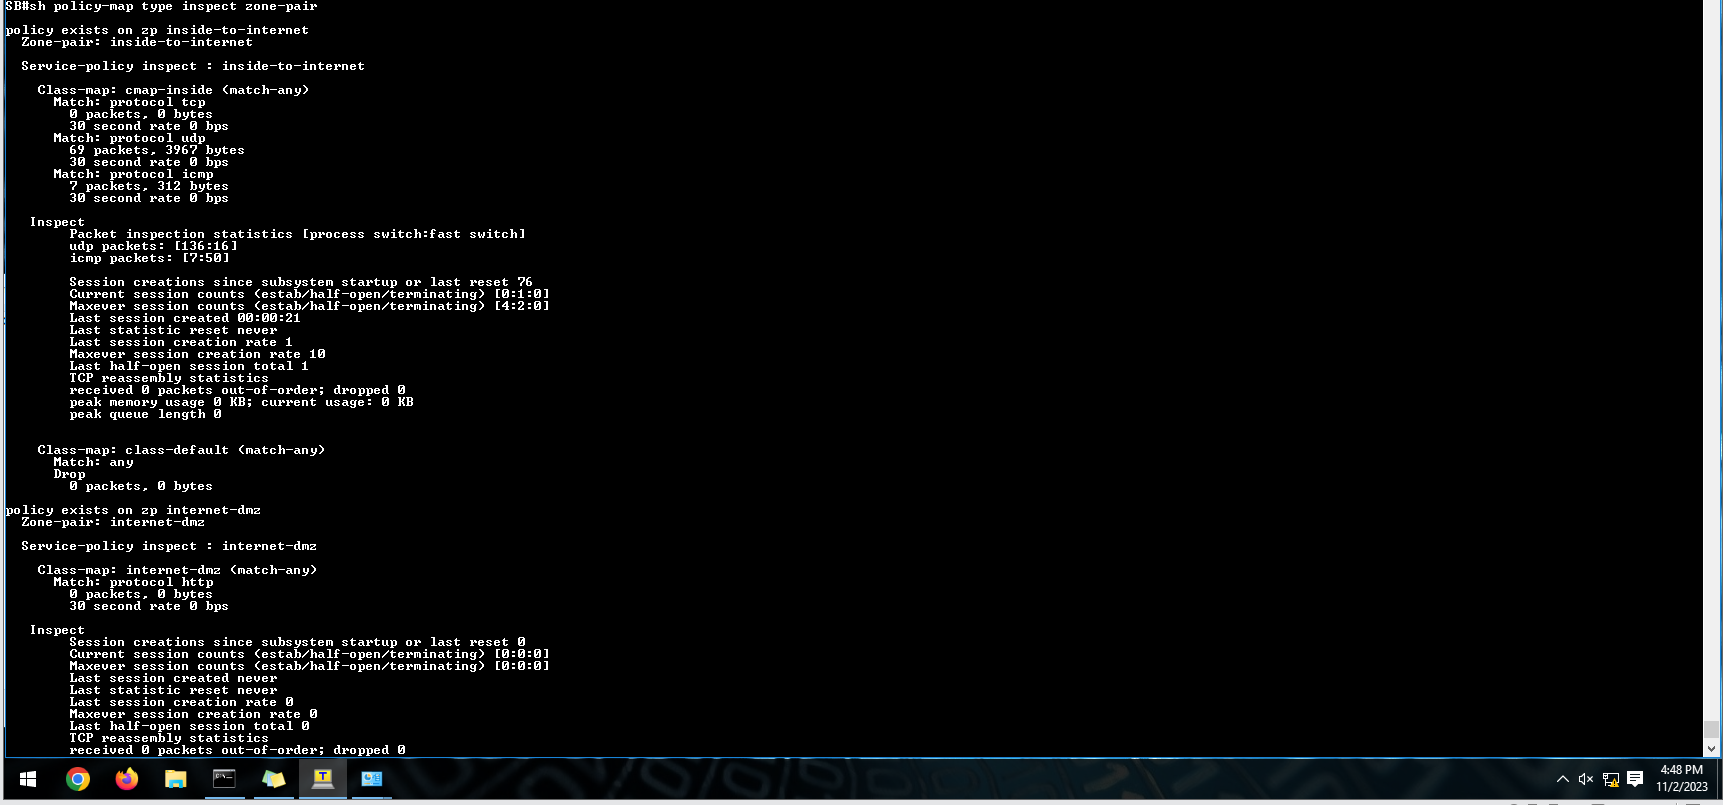 SB#sh policy-map type inspect zone-pair
policy exists on zp inside-to-internet
Zone-pair: inside-to-internet
Service-policy inspect : inside-to-internet
Class-map: cmap-inside (match-any)
Match: protocol tcp
0 packets, 0 bytes
30 second rate 0 bps
Match: protocol udp
69 packets, 3967 bytes
30 second rate 0 bps
Match: protocol icmp
7 packets, 312 bytes
30 second rate 0 bps
Inspect
Packet inspection statistics [process switch:fast switch]
udp packets: [136:16]
icmp packets: [7:50]
Session creations since subsystem startup or last reset 76
Current session counts (estab/half-open/terminating) [0:1:0]
Maxever session counts (estab/half-open/terminating) [4:2:0]
Last session created 00:00:21
Last statistic reset never
Last session creation rate 1
Maxever session creation rate 10
Last half-open session total 1
TCP reassembly statistics
received 0 packets out-of-order; dropped 0
peak memory usage 0 KB; current usage: 0 KB
peak queue length 0
Class-map: class-default (match-any)
Match: any
Drop
0 packets, 0 bytes
policy exists on zp internet-dmz
Zone-pair: internet-dmz
Service-policy inspect : internet-dmz
Class-map: internet-dmz (match-any)
Match: protocol http
0 packets, 0 bytes
30 second rate 0 bps
Inspect
Session creations since subsystem startup or last reset 0
Current session counts (estab/half-open/terminating) [0:0:0]
Maxever session counts (estab/half-open/terminating) [0:0:0]
Last session created never
Last statistic reset never
Last session creation rate 0
Maxever session creation rate 0
Last half-open session total 0
TCP reassembly statistics
received 0 packets out-of-order; dropped 0
4:48 PM
11/2/2023